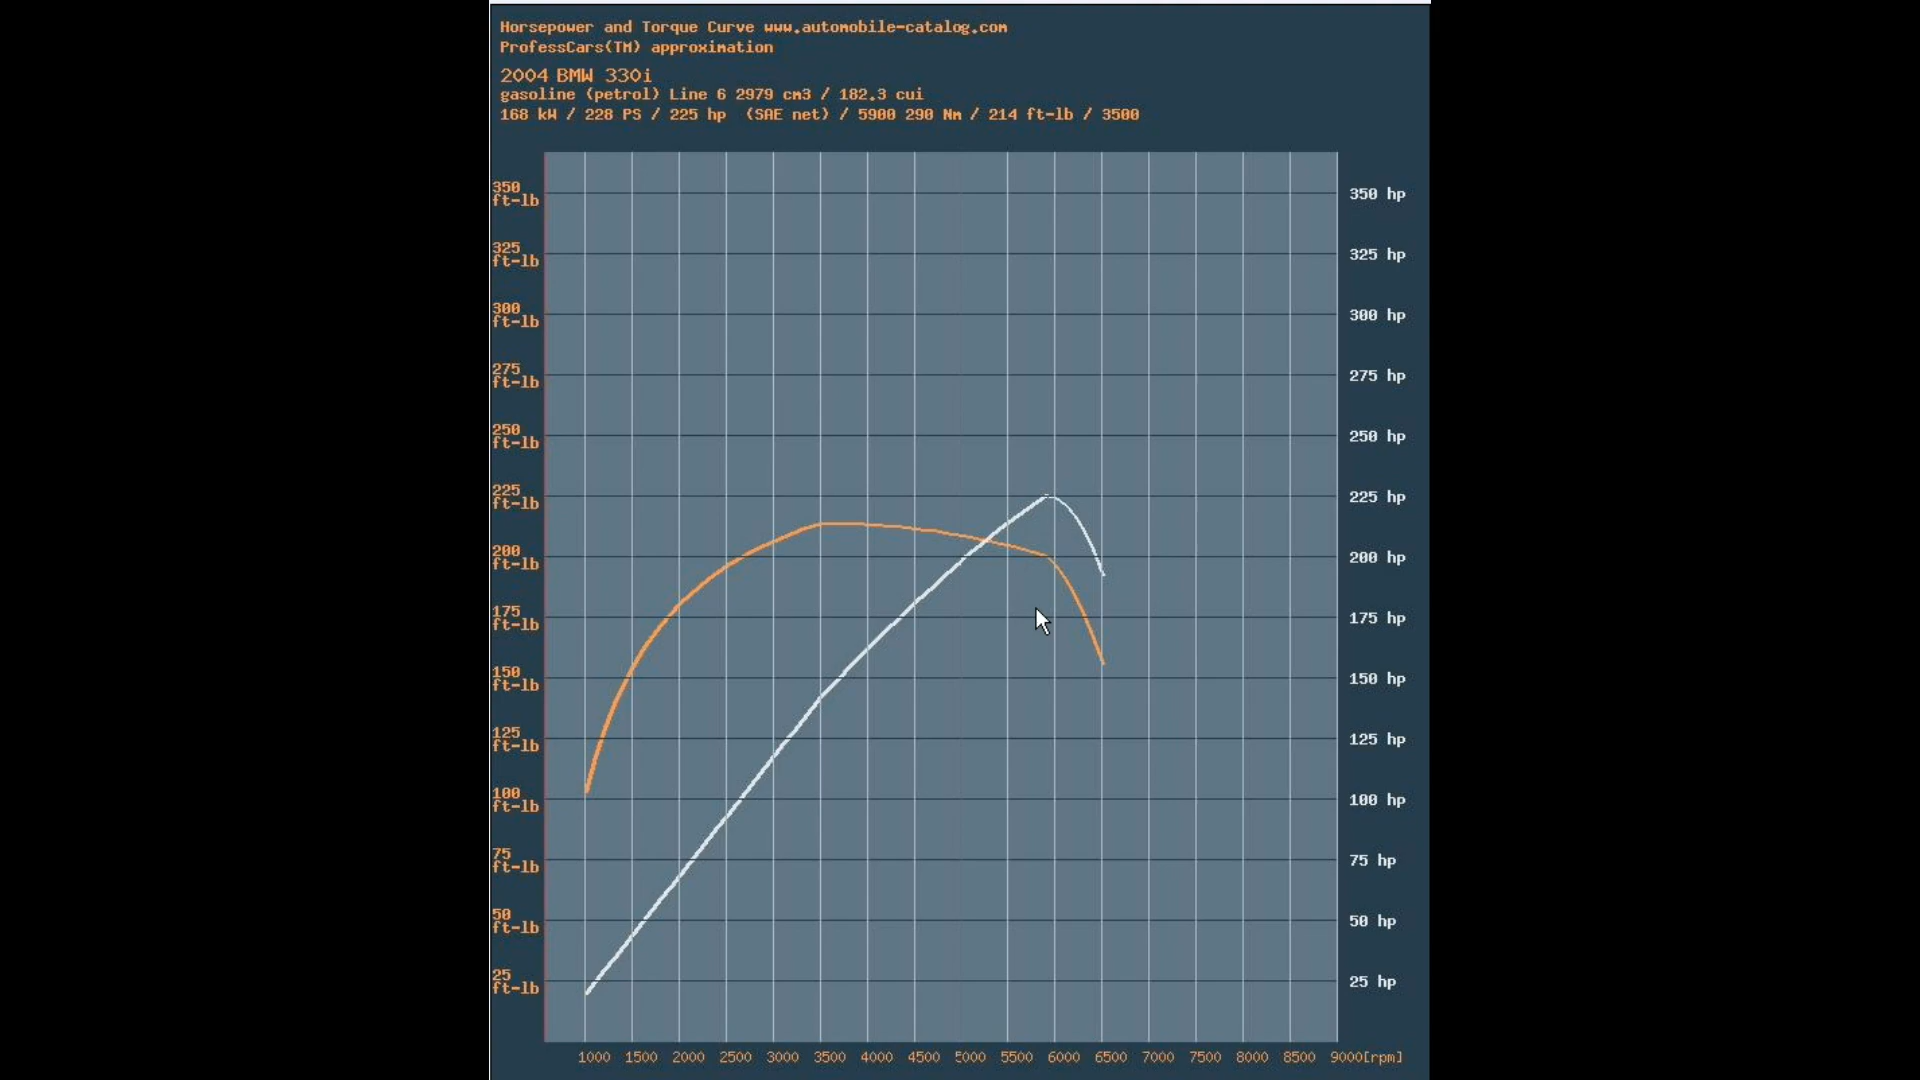 Horsepower and Torque Curve www.automobile-catalog.com
ProfessCars(TM) approximation
2004 BMW 330i
gasoline (petrol) Line 6 2979 cm3 / 182.3 cui
168 kW / 228 PS / 225 hp (SAE net) / 5900 290 Nm / 214 ft-lb / 3500
350
ft-lb
350 hp
325
ft-lb
325 hp
300
ft-lb
300 hp
275
ft-lb
275 hp
250
ft-lb
250 hp
225
ft-lb
225 hp
200
ft-lb
200 hp
175
ft-lb
175 hp
150
ft-lb
150 hp
125
ft-lb
125 hp
100
ft-lb
100 hp
75
ft-lb
75 hp
50
ft-lb
50 hp
25
ft-lb
25 hp
1000 1500 2000 2500 3000 3500 4000 4500 5000 5500 6000 6500 7000 7500 8000 8500 9000[rpm]